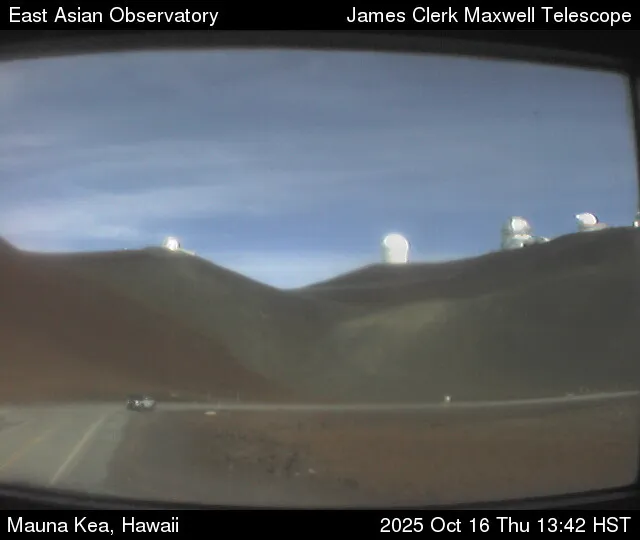 East Asian Observatory
James Clerk Maxwell Telescope
Mauna Kea, Hawaii
2025 Oct 16 Thu 13:42 HST